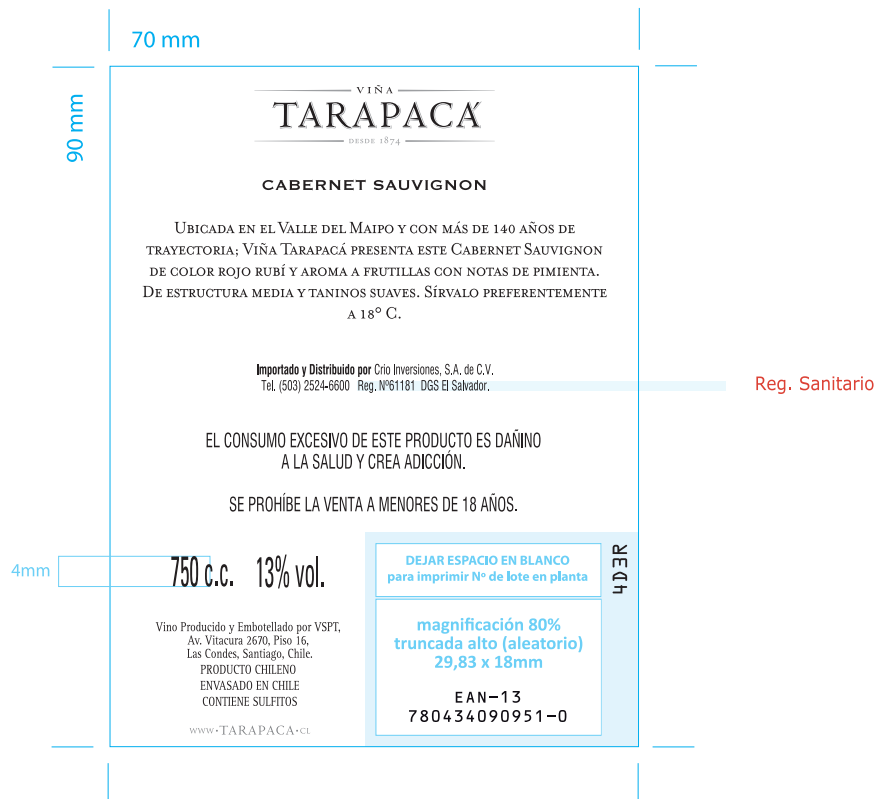 70 mm
90 mm
VIÑA
TARAPACÁ
DESDE 1874
CABERNET SAUVIGNON
UBICADA EN EL VALLE DEL MAIPO Y CON MÁS DE 140 AÑOS DE
TRAYECTORIA; VIÑA TARAPACÁ PRESENTA ESTE CABERNET SAUVIGNON
DE COLOR ROJO RUBÍ Y AROMA A FRUTILLAS CON NOTAS DE PIMIENTA.
DE ESTRUCTURA MEDIA Y TANINOS SUAVES. SÍRVALO PREFERENTEMENTE
A 18° C.
Importado y Distribuido por Crio Inversiones, S.A. de C.V.
Tel. (503) 2524-6600 Reg. Nº61181 DGS El Salvador.
Reg. Sanitario
EL CONSUMO EXCESIVO DE ESTE PRODUCTO ES DAÑINO
A LA SALUD Y CREA ADICCIÓN.
SE PROHÍBE LA VENTA A MENORES DE 18 AÑOS.
4mm
750 c.c. 13% vol.
Vino Producido y Embotellado por VSPT,
Av. Vitacura 2670, Piso 16,
Las Condes, Santiago, Chile.
PRODUCTO CHILENO
ENVASADO EN CHILE
CONTIENE SULFITOS
WWW·TARAPACA·CL
DEJAR ESPACIO EN BLANCO
para imprimir Nº de lote en planta
4D3R
magnificación 80%
truncada alto (aleatorio)
29,83 x 18mm
EAN-13
780434090951-0